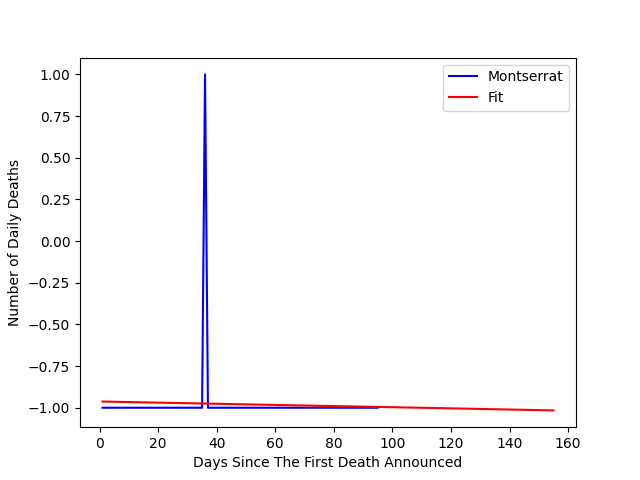 Montserrat
Fit
1.00
0.75
0.50
0.25
0.00
−0.25
−0.50
−0.75
−1.00
Number of Daily Deaths
0 20 40 60 80 100 120 140 160
Days Since The First Death Announced